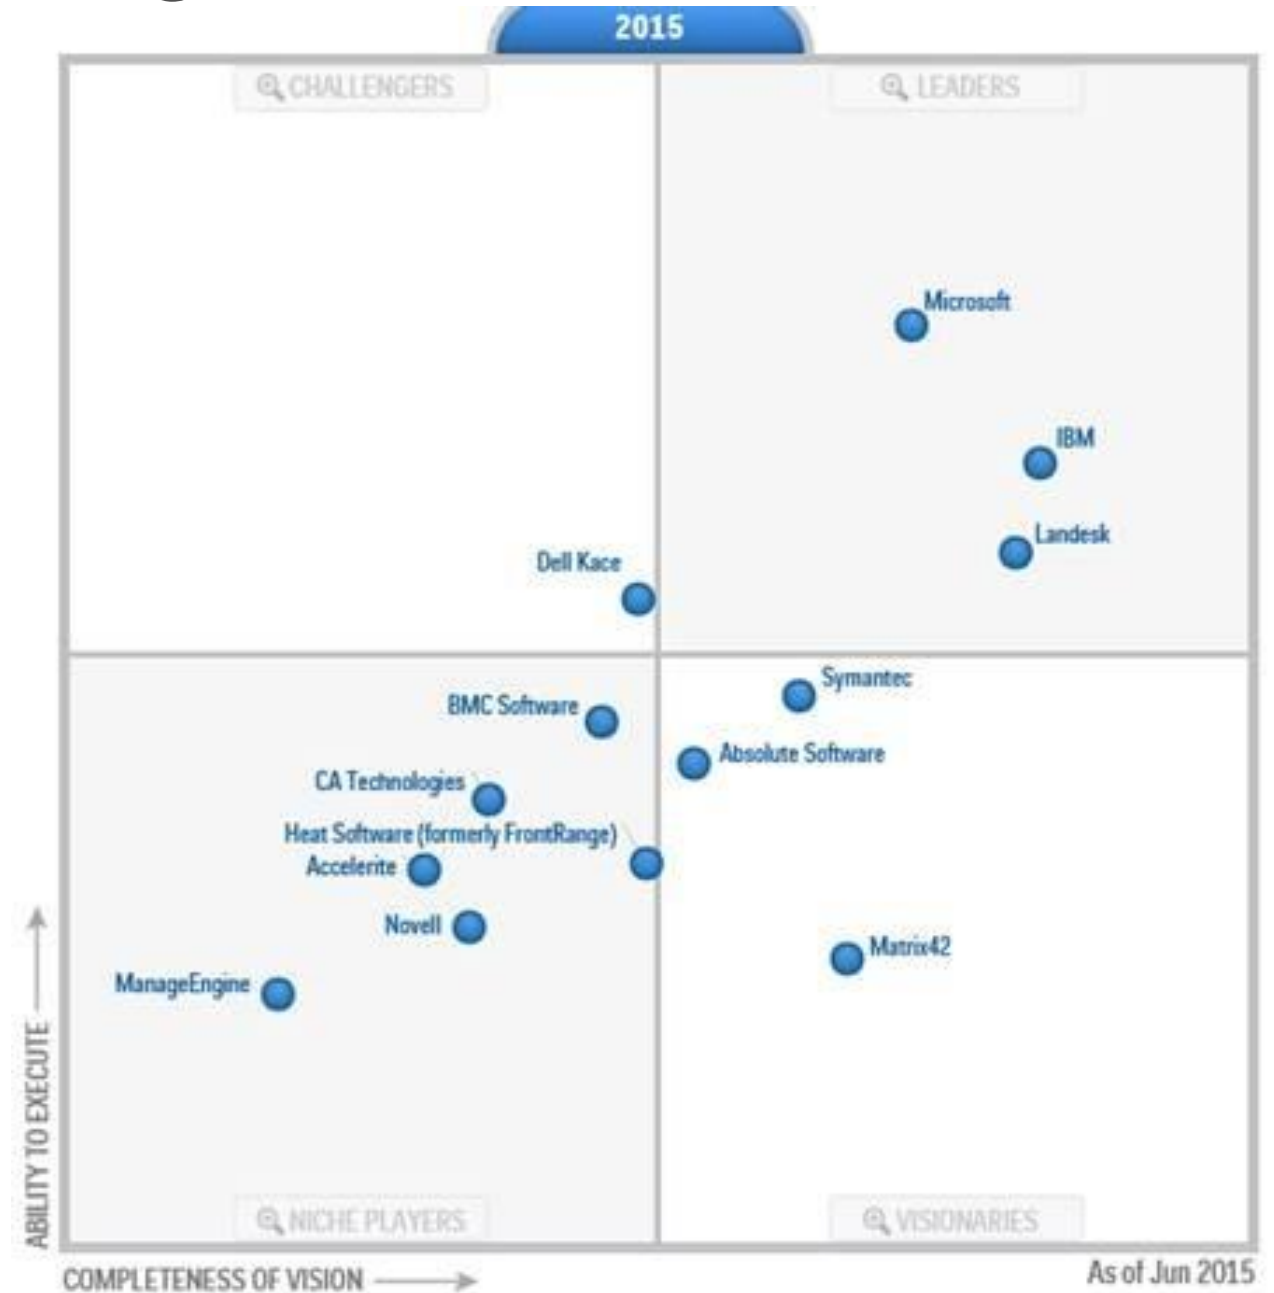 2015
CHALLENGERS
LEADERS
Microsoft
IBM
Landesk
Dell Kace
Symantec
BMC Software
Absolute Software
CA Technologies
Heat Software (formerly FrontRange)
Accelerite
Novell
Matrix42
ManageEngine
ABILITY TO EXECUTE
NICHE PLAYERS
VISIONARIES
COMPLETENESS OF VISION
As of Jun 2015